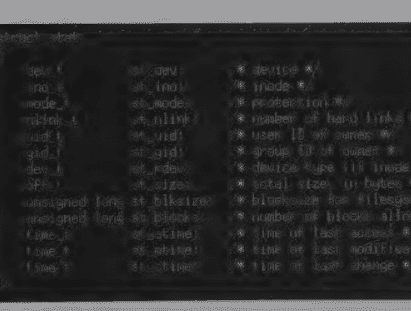 struct stat
dev_t st_dev; * device */
ino_t st_ino; * inode *
mode_t st_mode; * protection *
nlink_t st_nlink; * number of hard links
uid_t st_uid; * user ID of owner *
gid_t st_gid; * group ID of owner *
dev_t st_rdev; * device type (if inode
off_t st_size; * total size, in bytes
unsigned long st_blksize * blocksize for filesys
unsigned long st_blocks * number of blocks alloc
time_t st_atime; * time of last access *
time_t st_mtime; * time of last modificat
time_t st_ctime; * time of last change *